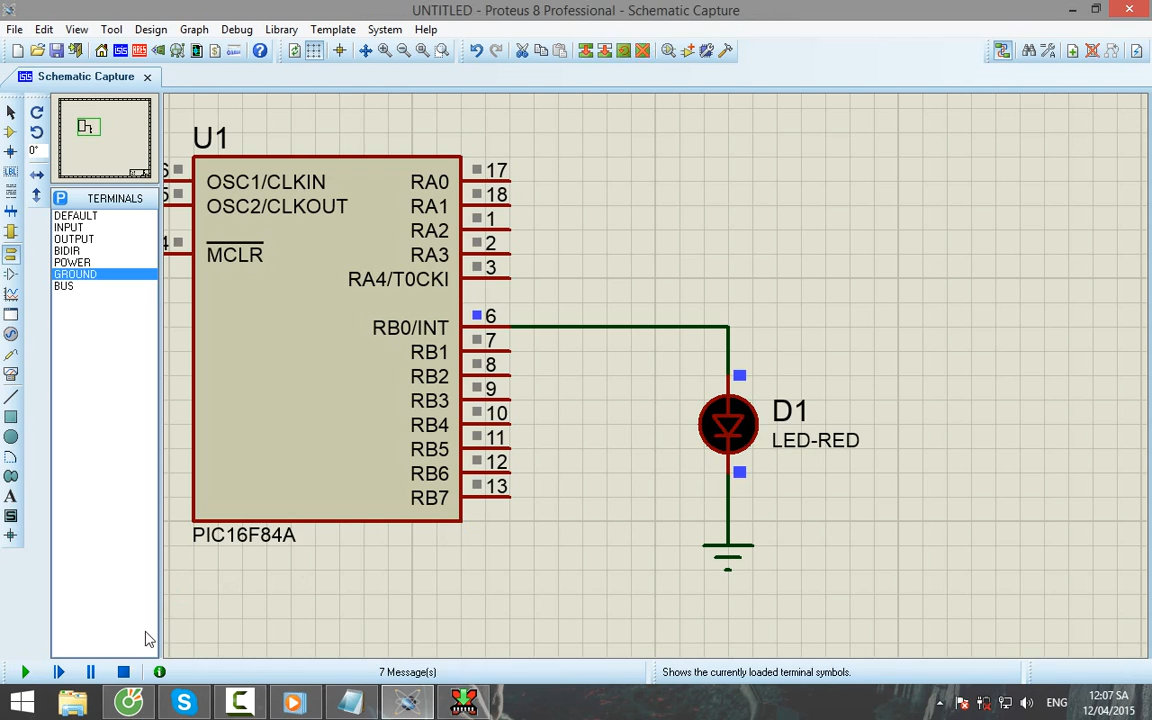 UNTITLED - Proteus 8 Professional - Schematic Capture
File Edit View Tool Design Graph Debug Library Template System Help
Schematic Capture
0°
TERMINALS
DEFAULT
INPUT
OUTPUT
BIDIR
POWER
GROUND
BUS
U1
OSC1/CLKIN
OSC2/CLKOUT
4
MCLR
RA0 17
RA1 18
RA2 1
RA3 2
RA4/T0CKI 3
RB0/INT 6
RB1 7
RB2 8
RB3 9
RB4 10
RB5 11
RB6 12
RB7 13
PIC16F84A
D1
LED-RED
7 Message(s)
Shows the currently loaded terminal symbols.
ENG
12:07 SA
12/04/2015